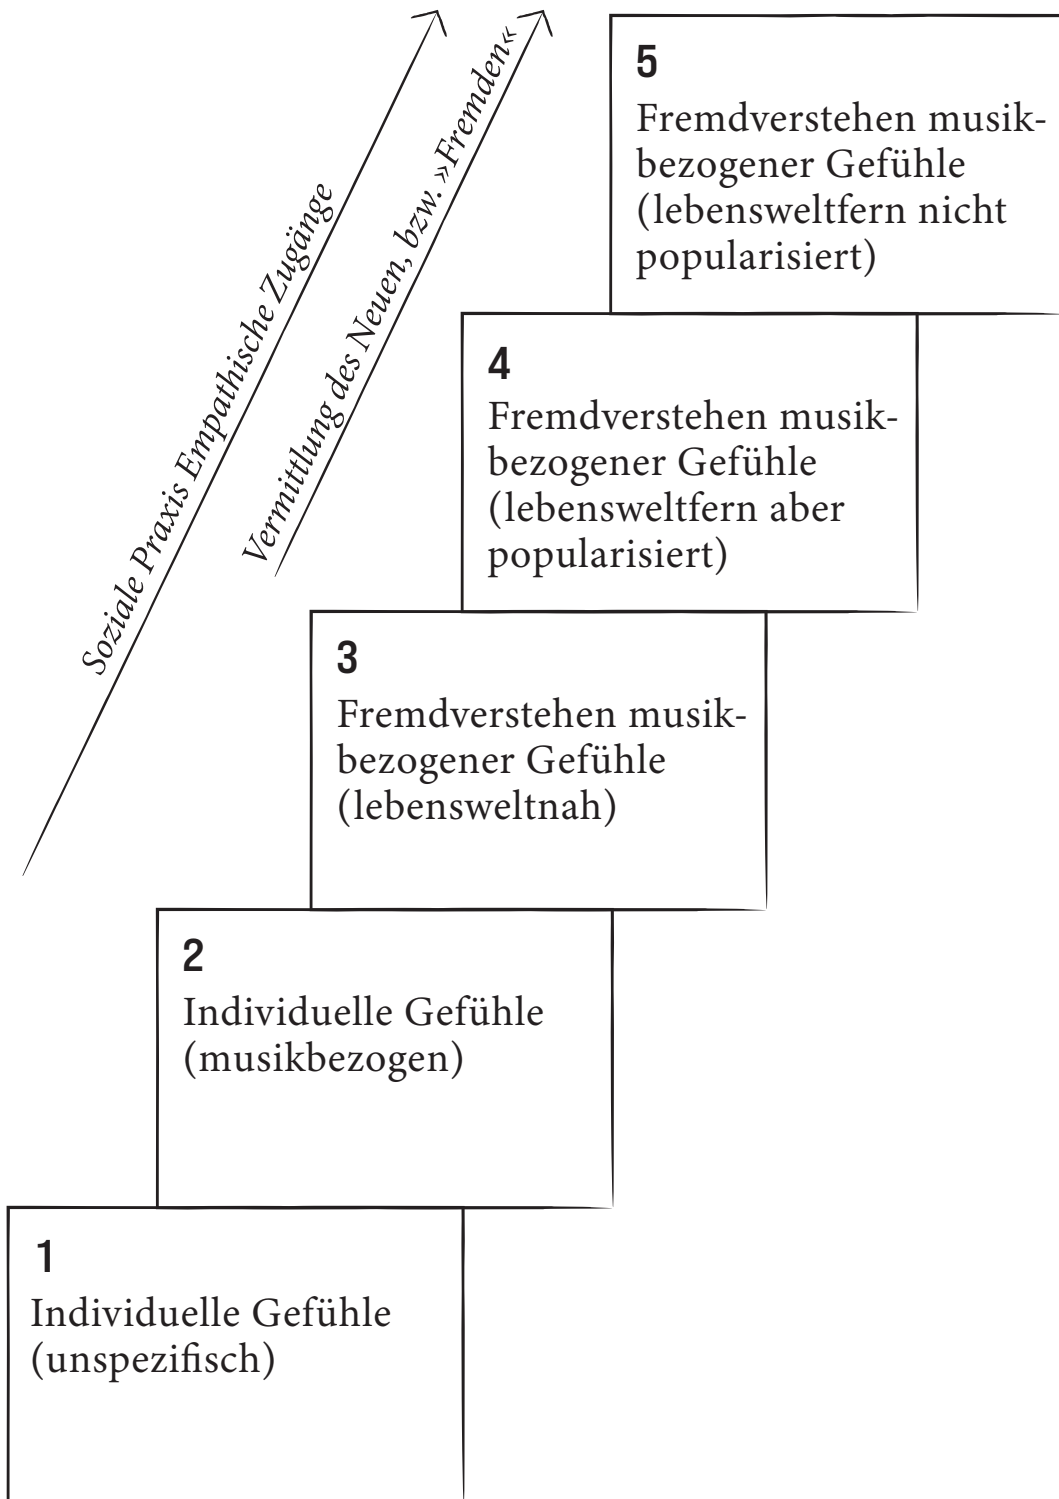 Soziale Praxis Empathische Zugänge
Vermittlung des Neuen, bzw. »Fremden«
5
Fremdverstehen musik-
bezogener Gefühle
(lebensweltfern nicht
popularisiert)
4
Fremdverstehen musik-
bezogener Gefühle
(lebensweltfern aber
popularisiert)
3
Fremdverstehen musik-
bezogener Gefühle
(lebensweltnah)
2
Individuelle Gefühle
(musikbezogen)
1
Individuelle Gefühle
(unspezifisch)